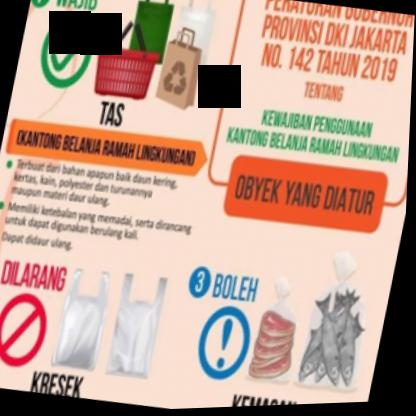 WAJIB
TAS
(KANTONG BELANJA RAMAH LINGKUNGAN)
Terbuat dari bahan apapun baik daun kering,
kertas, kain, polyester dan turunannya
maupun materi daur ulang.
Memiliki ketebalan yang memadai, serta dirancang
untuk dapat digunakan berulang kali.
Dapat didaur ulang.
PERATURAN GUBERNUR
PROVINSI DKI JAKARTA
NO. 142 TAHUN 2019
TENTANG
KEWAJIBAN PENGGUNAAN
KANTONG BELANJA RAMAH LINGKUNGAN
OBYEK YANG DIATUR
DILARANG
KRESEK
3 BOLEH
KEMASAN